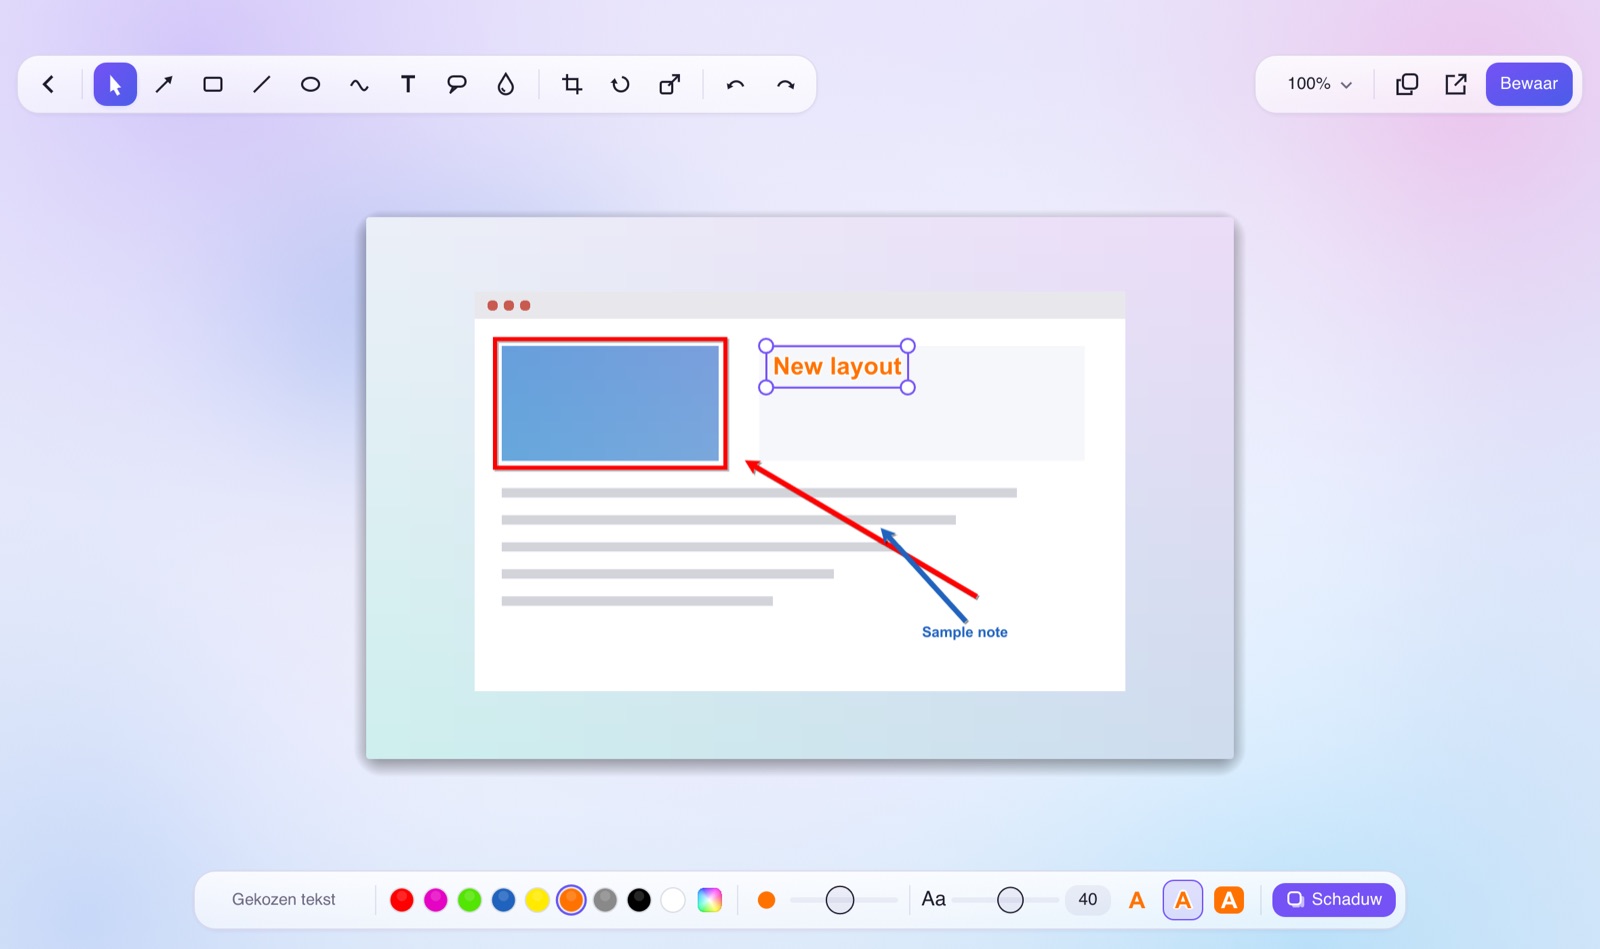 T
100%
Bewaar
New layout
Sample note
Gekozen tekst
Aa
40
A
A
A
Schaduw